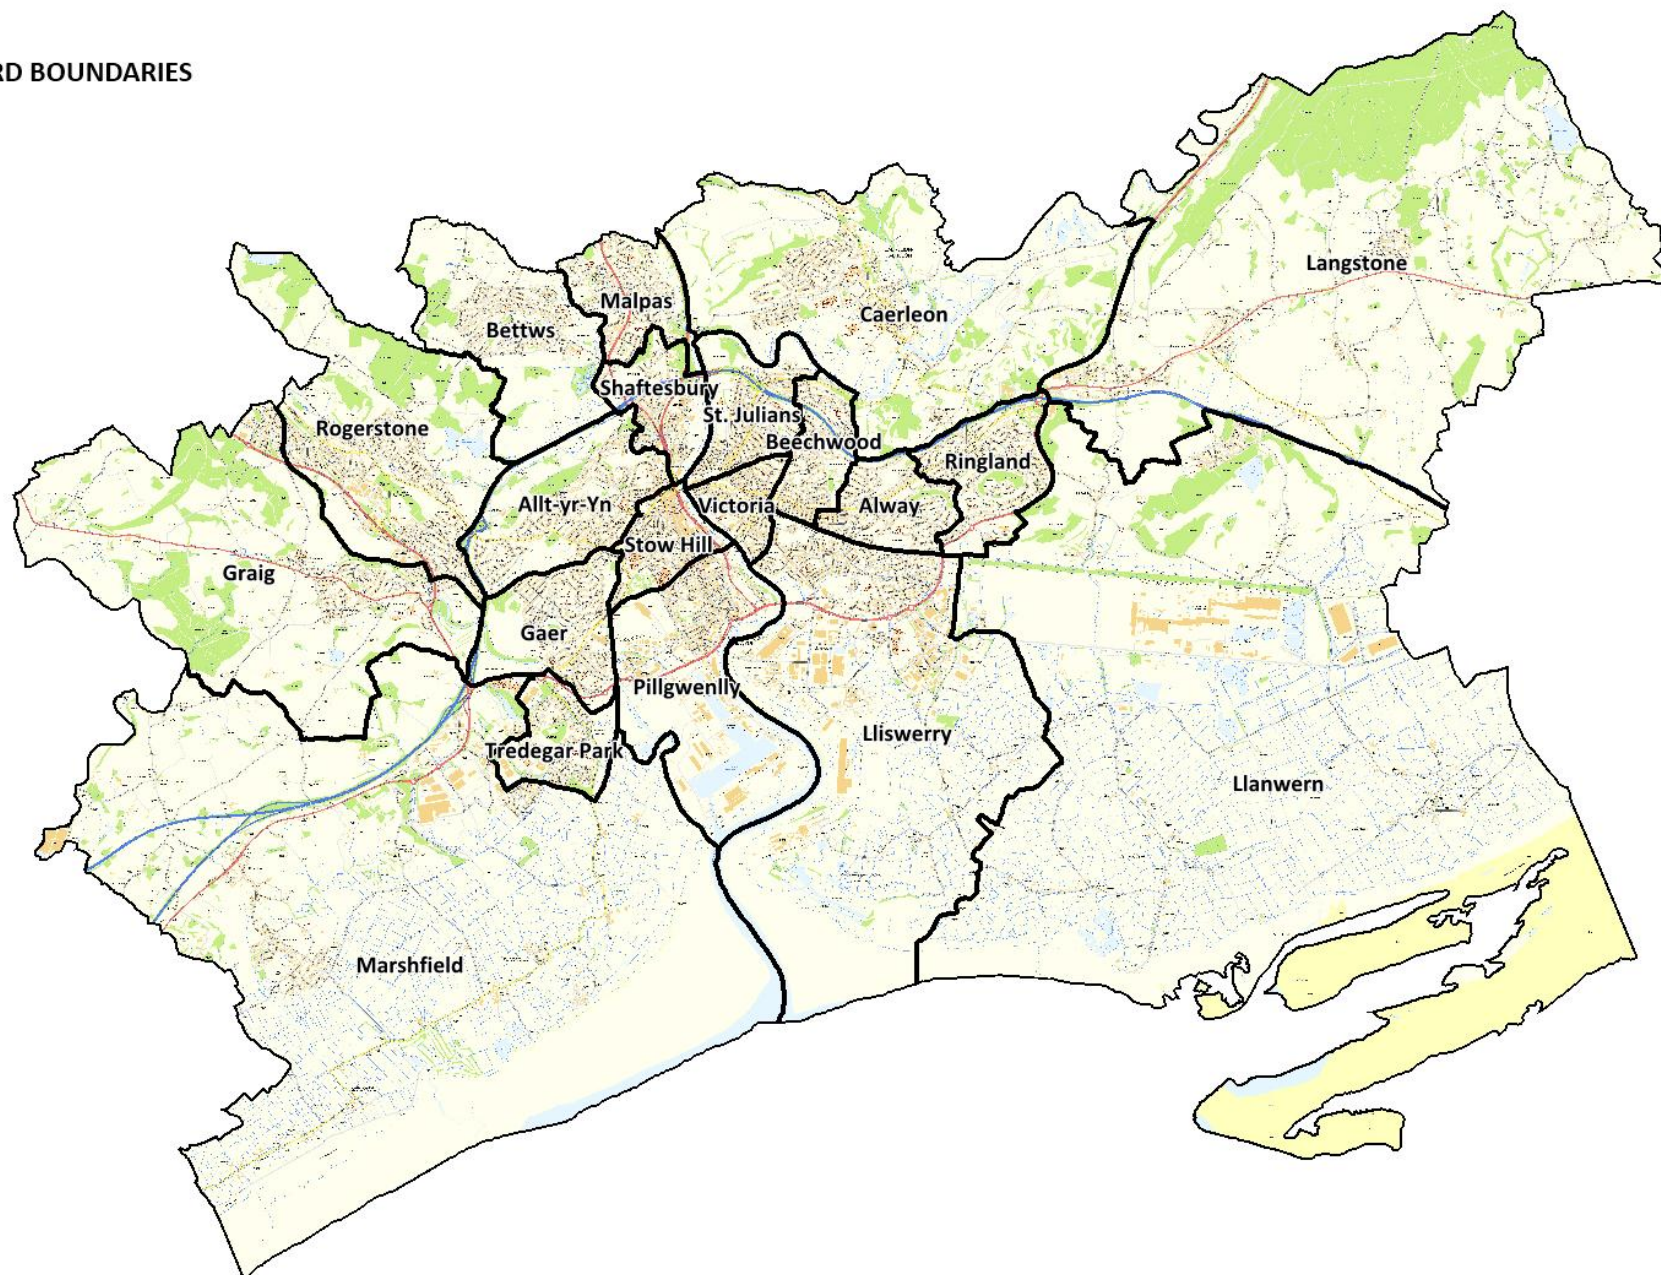 RD BOUNDARIES
Langstone
Malpas
Caerleon
Bettws
Shaftesbury
St. Julians
Rogerstone
Beechwood
Ringland
Allt-yr-Yn
Victoria
Alway
Stow Hill
Graig
Gaer
Pillgwenlly
Lliswerry
Tredegar Park
Llanwern
Marshfield